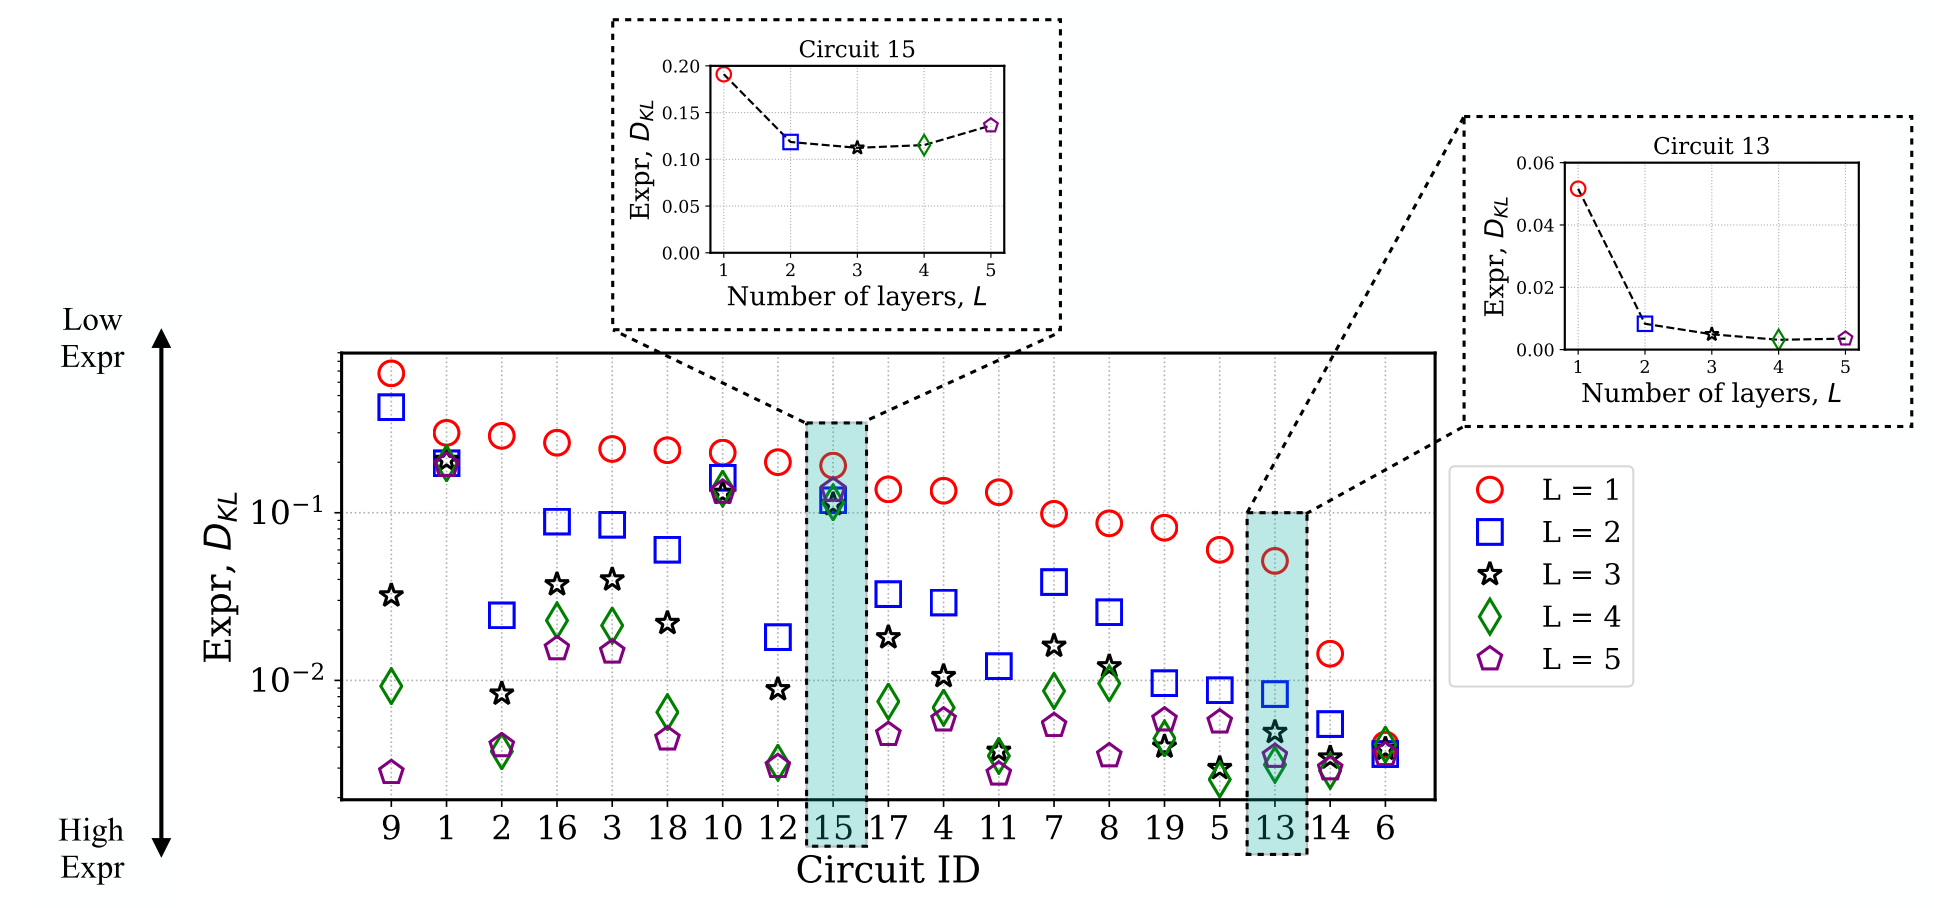 Circuit 15
0.20
0.15
0.10
0.05
0.00
Expr, D_KL
1 2 3 4 5
Number of layers, L
Circuit 13
0.06
0.04
0.02
0.00
Expr, D_KL
1 2 3 4 5
Number of layers, L
Low
Expr
High
Expr
Expr, D_KL
10⁻¹
10⁻²
9 1 2 16 3 18 10 12 15 17 4 11 7 8 19 5 13 14 6
Circuit ID
L = 1
L = 2
L = 3
L = 4
L = 5